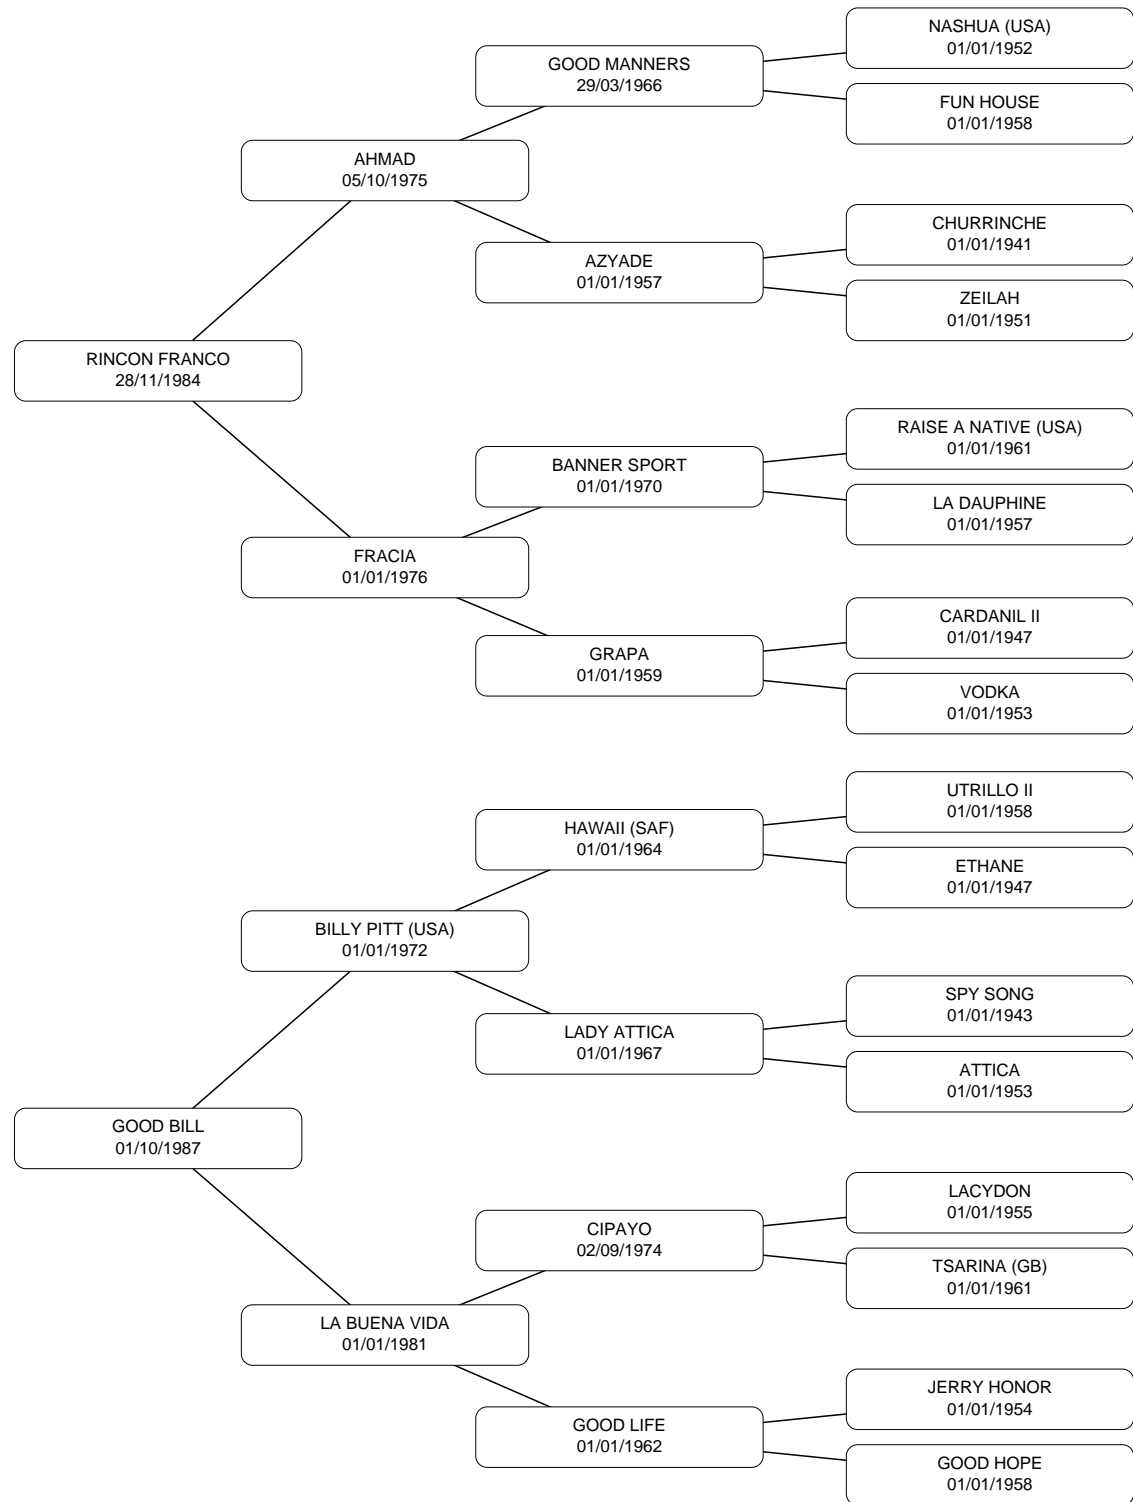 NASHUA (USA)
01/01/1952
GOOD MANNERS
29/03/1966
FUN HOUSE
01/01/1958
AHMAD
05/10/1975
CHURRINCHE
01/01/1941
AZYADE
01/01/1957
ZEILAH
01/01/1951
RINCON FRANCO
28/11/1984
RAISE A NATIVE (USA)
01/01/1961
BANNER SPORT
01/01/1970
LA DAUPHINE
01/01/1957
FRACIA
01/01/1976
CARDANIL II
01/01/1947
GRAPA
01/01/1959
VODKA
01/01/1953
UTRILLO II
01/01/1958
HAWAII (SAF)
01/01/1964
ETHANE
01/01/1947
BILLY PITT (USA)
01/01/1972
SPY SONG
01/01/1943
LADY ATTICA
01/01/1967
ATTICA
01/01/1953
GOOD BILL
01/10/1987
LACYDON
01/01/1955
CIPAYO
02/09/1974
TSARINA (GB)
01/01/1961
LA BUENA VIDA
01/01/1981
JERRY HONOR
01/01/1954
GOOD LIFE
01/01/1962
GOOD HOPE
01/01/1958